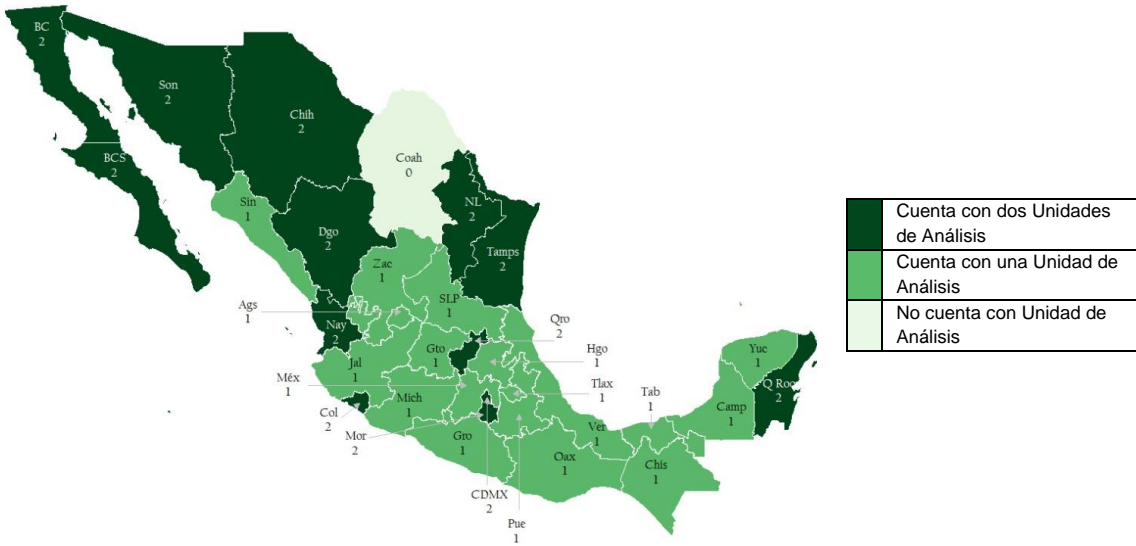 BC
2
Son
2
Chih
2
BCS
2
Coah
0
NL
2
Sin
1
Dgo
2
Tamps
2
Zac
1
SLP
1
Ags
1
Nay
2
Qro
2
Gto
1
Hgo
1
Jal
1
Méx
1
Tlax
1
Tab
1
Yuc
1
Q Roo
2
Camp
1
Col
2
Mich
1
Mor
2
Gro
1
Ver
1
Oax
1
Chis
1
CDMX
2
Pue
1
Cuenta con dos Unidades
de Análisis
Cuenta con una Unidad de
Análisis
No cuenta con Unidad de
Análisis